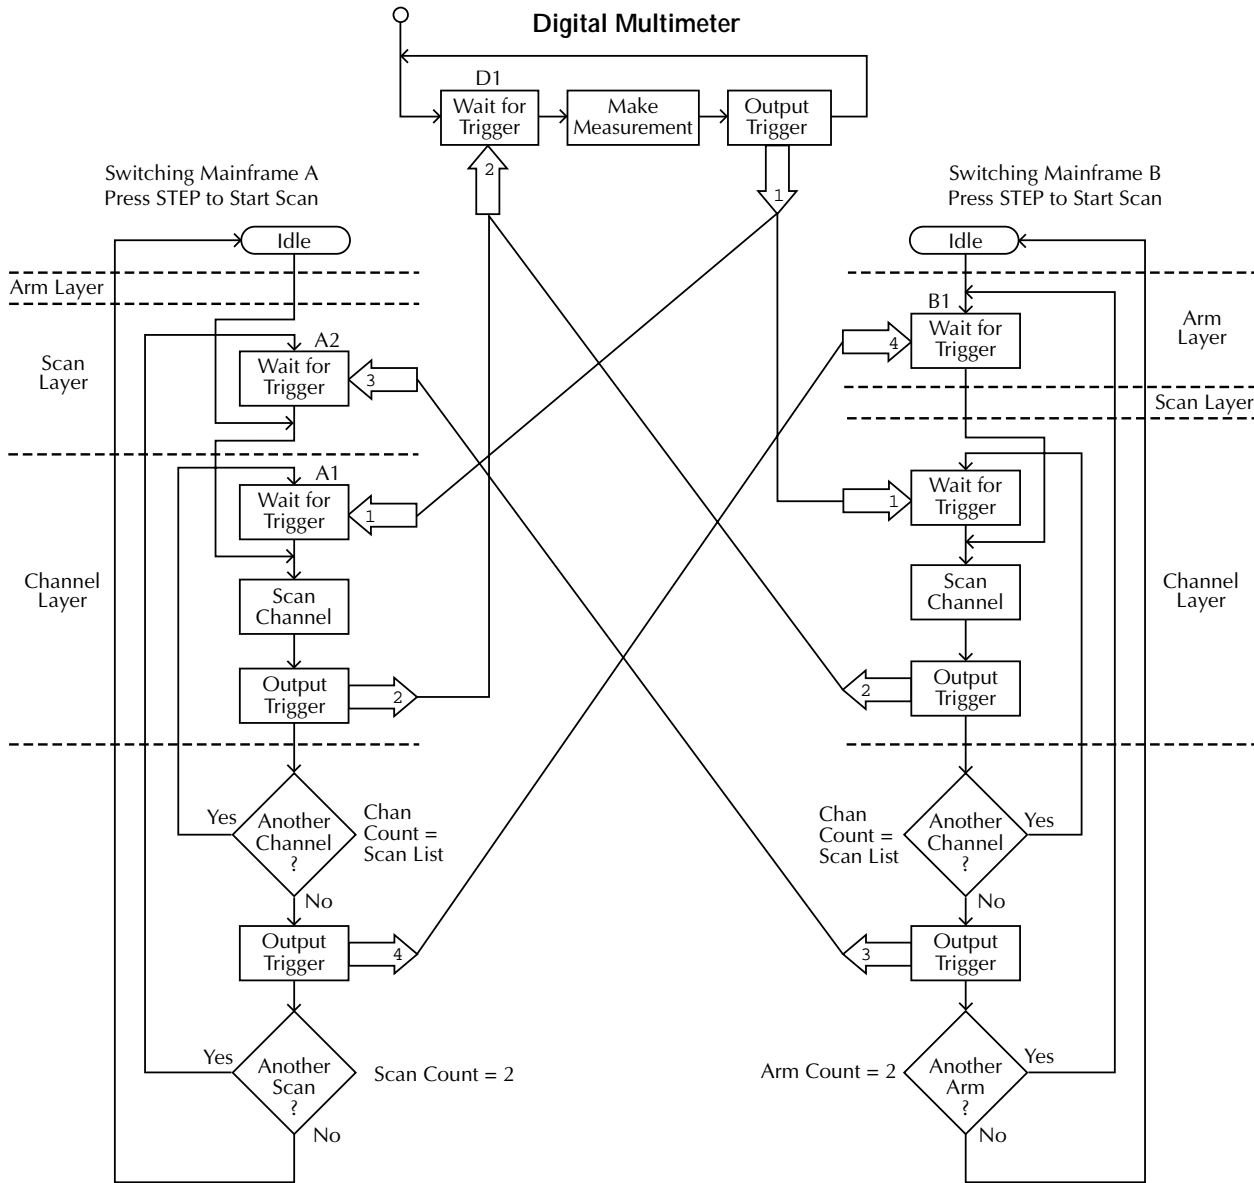 Digital Multimeter
D1
Wait for
Trigger
Make
Measurement
Output
Trigger
2
1
Switching Mainframe A
Press STEP to Start Scan
Idle
Arm Layer
Scan
Layer
A2
Wait for
Trigger
3
Channel
Layer
A1
Wait for
Trigger
1
Scan
Channel
Output
Trigger
2
Yes
Another
Channel
?
Chan
Count =
Scan List
No
Output
Trigger
4
Yes
Another
Scan
?
Scan Count = 2
No
Switching Mainframe B
Press STEP to Start Scan
Idle
B1
4
Wait for
Trigger
Arm
Layer
Scan Layer
1
Wait for
Trigger
Scan
Channel
Channel
Layer
2
Output
Trigger
Chan
Count =
Scan List
Another
Channel
?
Yes
No
3
Output
Trigger
Arm Count = 2
Another
Arm
?
Yes
No